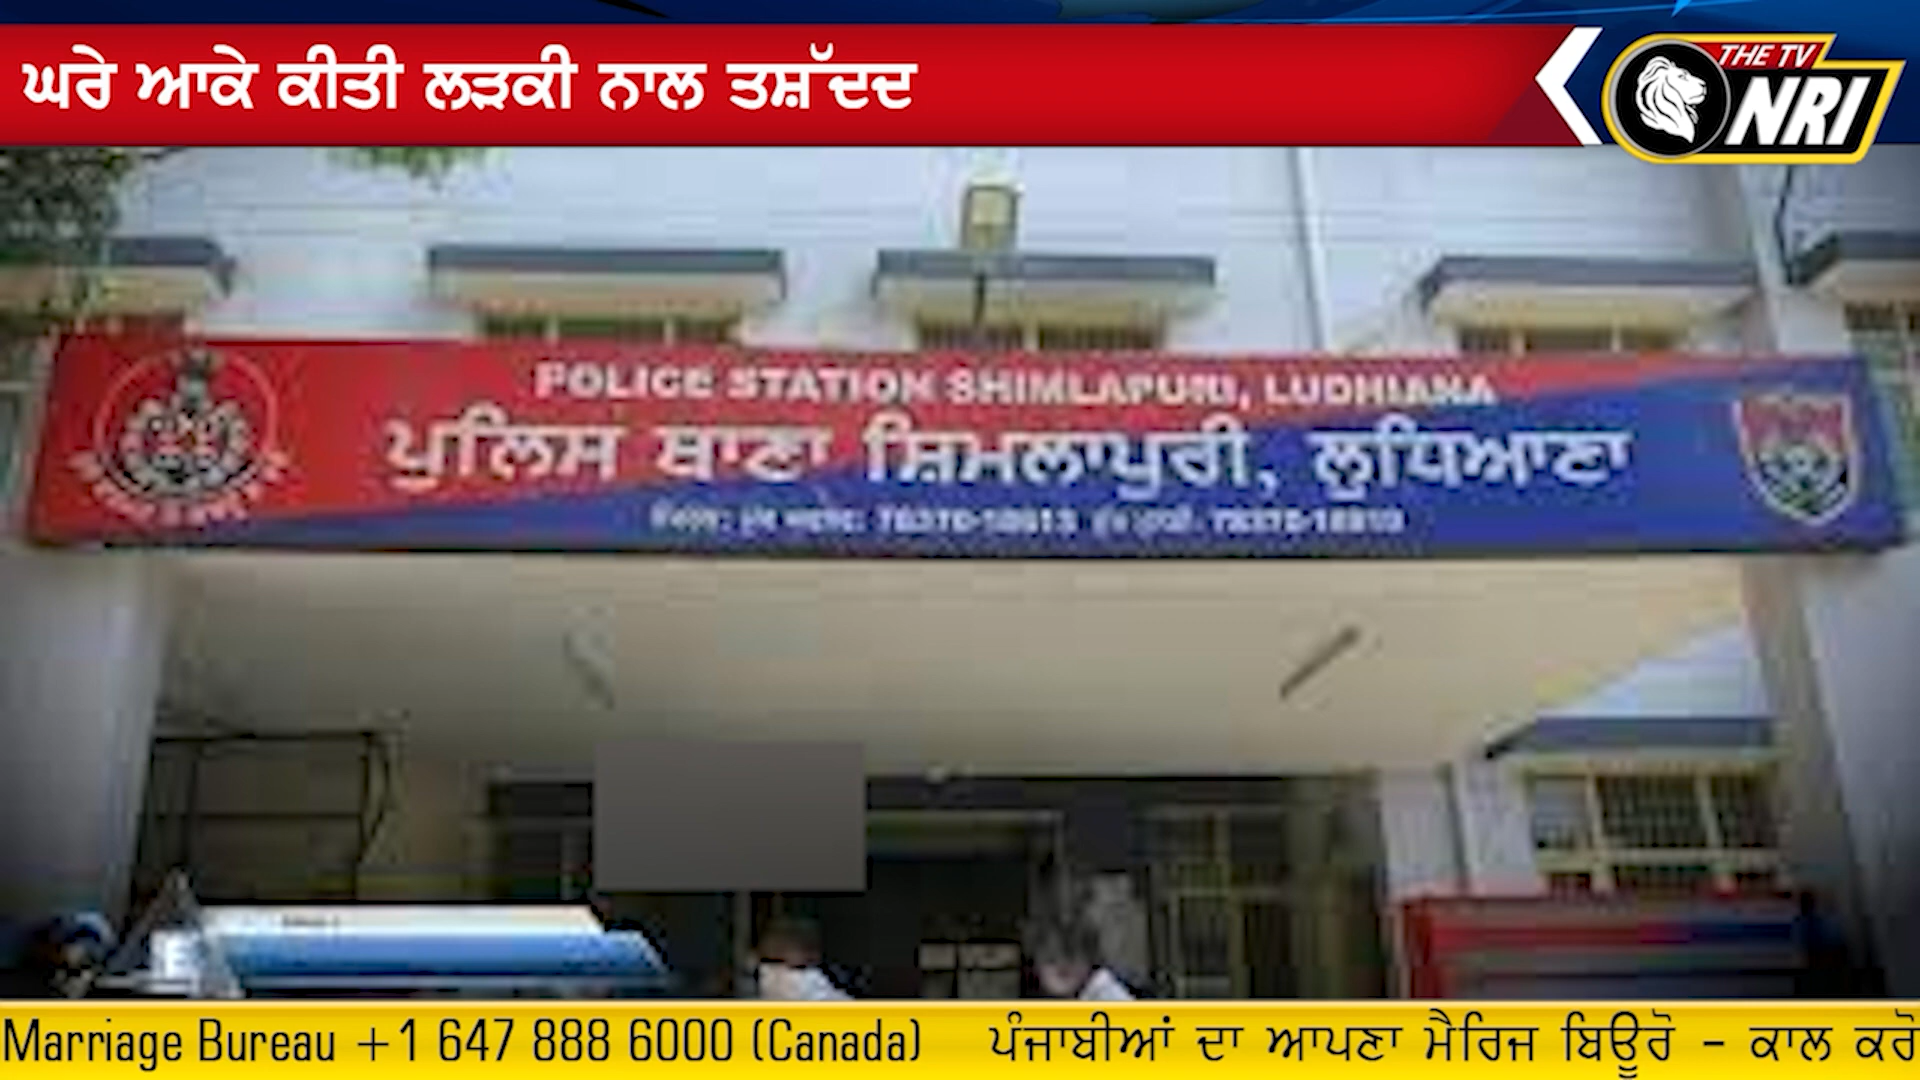 ਘਰੇ ਆਕੇ ਕੀਤੀ ਲੜਕੀ ਨਾਲ ਤਸ਼ੱਦਦ
THE TV
NRI
POLICE STATION SHIMLAPURI, LUDHIANA
ਪੁਲਿਸ ਥਾਣਾ ਸ਼ਿਮਲਾਪੁਰੀ, ਲੁਧਿਆਣਾ
Marriage Bureau +1 647 888 6000 (Canada) ਪੰਜਾਬੀਆਂ ਦਾ ਆਪਣਾ ਮੈਰਿਜ ਬਿਊਰੋ - ਕਾਲ ਕਰੋ